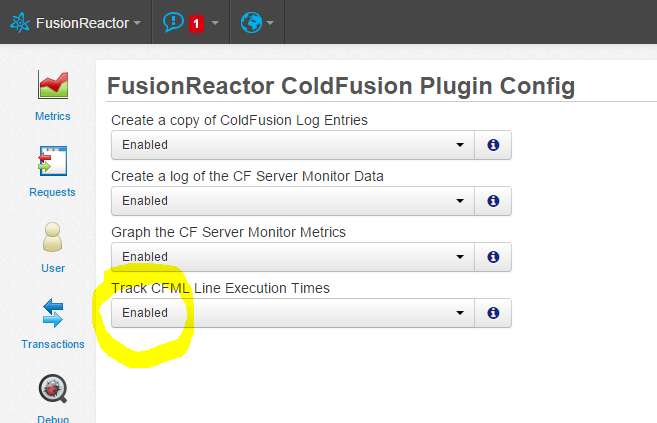 FusionReactor
1
Metrics
Requests
User
Transactions
Debug
FusionReactor ColdFusion Plugin Config
Create a copy of ColdFusion Log Entries
Enabled
Create a log of the CF Server Monitor Data
Enabled
Graph the CF Server Monitor Metrics
Enabled
Track CFML Line Execution Times
Enabled